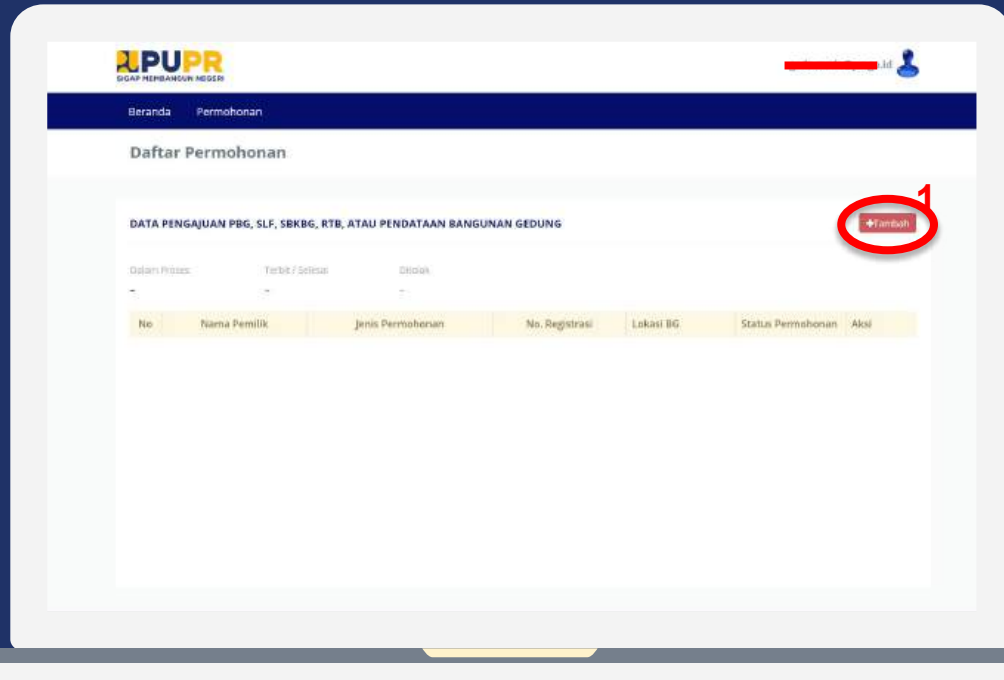 PUPR
SIGAP MEMBANGUN NEGERI
.id
Beranda Permohonan
Daftar Permohonan
1
DATA PENGAJUAN PBG, SLF, SBKBG, RTB, ATAU PENDATAAN BANGUNAN GEDUNG
+Tambah
Dalam Proses Terbit / Selesai Ditolak
- - -
No Nama Pemilik Jenis Permohonan No. Registrasi Lokasi BG Status Permohonan Aksi